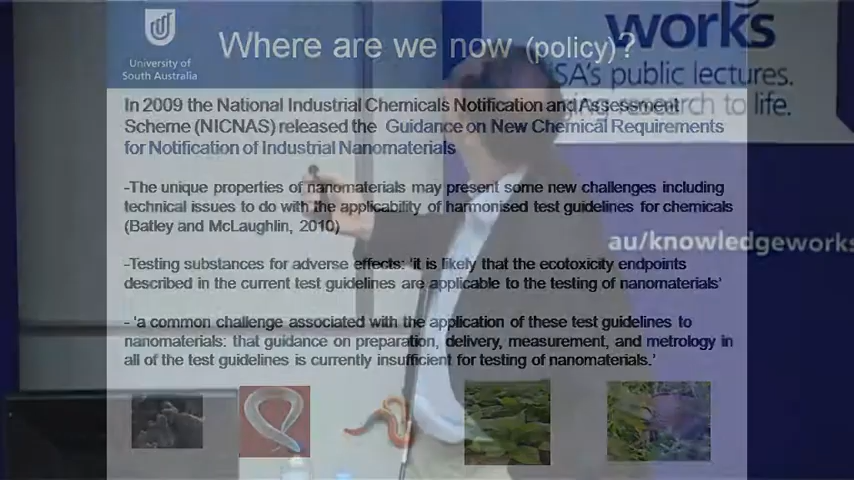 University of
South Australia
Where are we now (policy)?
works
SA's public lectures.
ing research to life.
In 2009 the National Industrial Chemicals Notification and Assessment
Scheme (NICNAS) released the Guidance on New Chemical Requirements
for Notification of Industrial Nanomaterials
-The unique properties of nanomaterials may present some new challenges including
technical issues to do with the applicability of harmonised test guidelines for chemicals
(Batley and McLaughlin, 2010)
au/knowledgeworks
-Testing substances for adverse effects: 'it is likely that the ecotoxicity endpoints
described in the current test guidelines are applicable to the testing of nanomaterials'
- 'a common challenge associated with the application of these test guidelines to
nanomaterials: that guidance on preparation, delivery, measurement, and metrology in
all of the test guidelines is currently insufficient for testing of nanomaterials.'